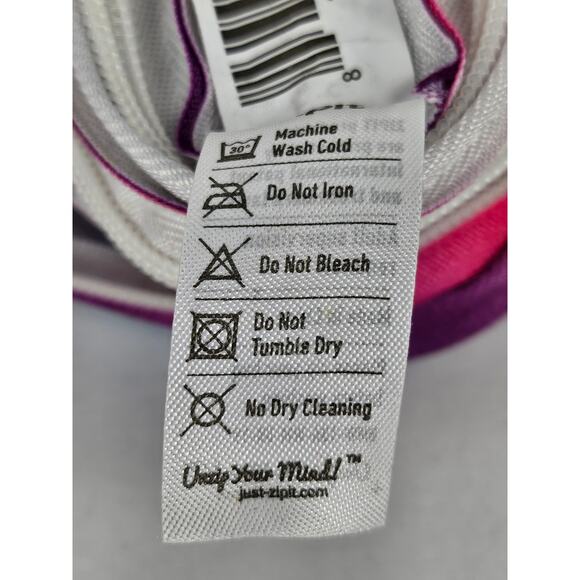 8
30°
Machine
Wash Cold
Do Not Iron
Do Not Bleach
Do Not
Tumble Dry
No Dry Cleaning
Unzip Your Mind!™
just-zipit.com